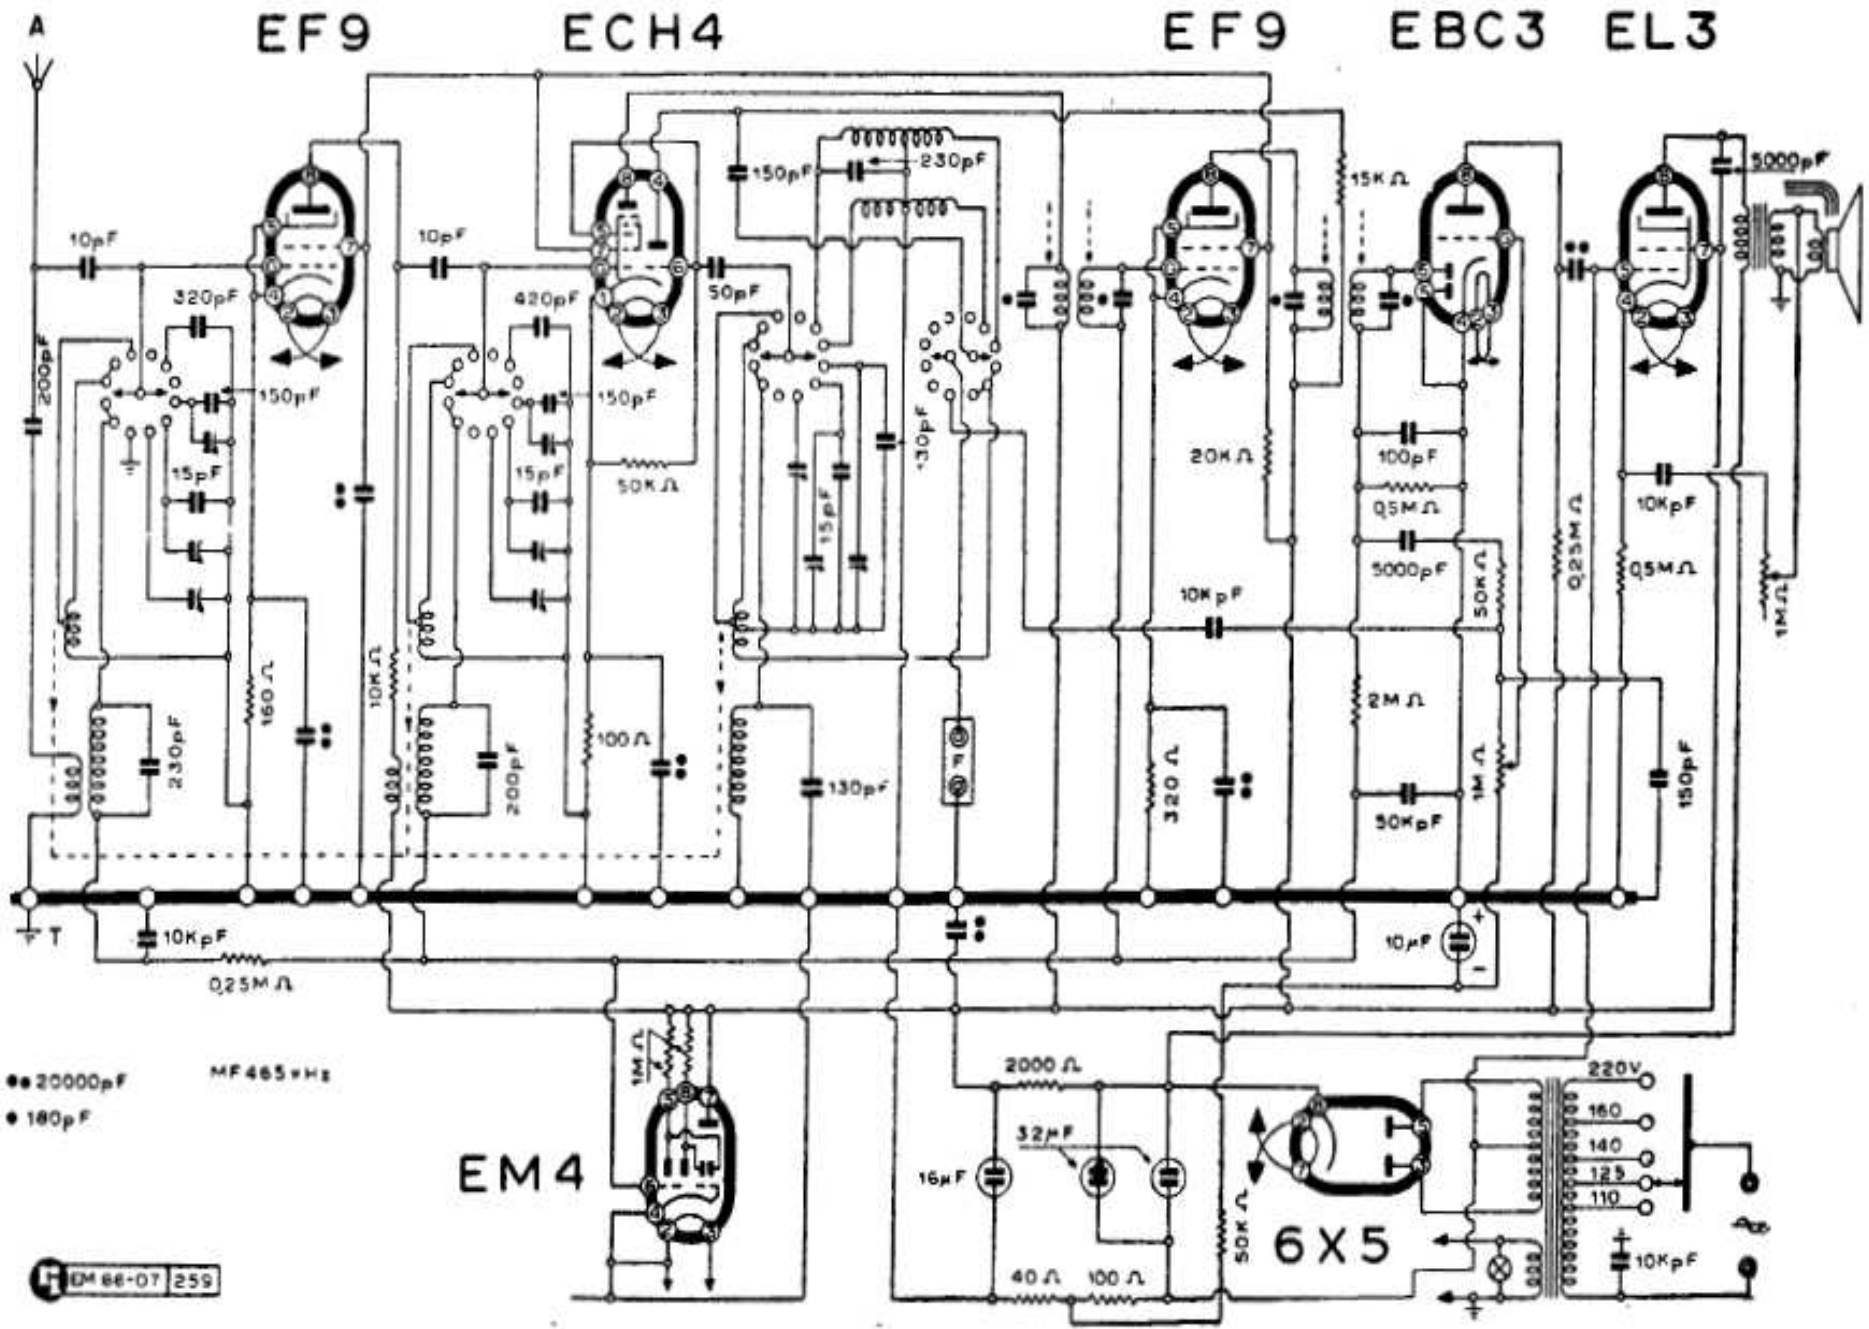 A
EF9
ECH4
EF9
EBC3
EL3
5000pF
230pF
150pF
15KΩ
10pF
10pF
50pF
320pF
420pF
200pF
150pF
150pF
130pF
15pF
15pF
15pF
50KΩ
20KΩ
100pF
0,5MΩ
5000pF
10KpF
0,25MΩ
50KΩ
0,5MΩ
1MΩ
10KpF
160Ω
10KΩ
100Ω
2MΩ
1MΩ
150pF
230pF
200pF
130pF
F
320Ω
50KpF
T
10KpF
0,25MΩ
10µF
+
-
1MΩ
•• 20000pF
MF 465KHz
• 180pF
2000Ω
220V
160
140
125
110
32µF
16µF
EM4
50KΩ
6X5
10KpF
40Ω
100Ω
EM 66-07 259